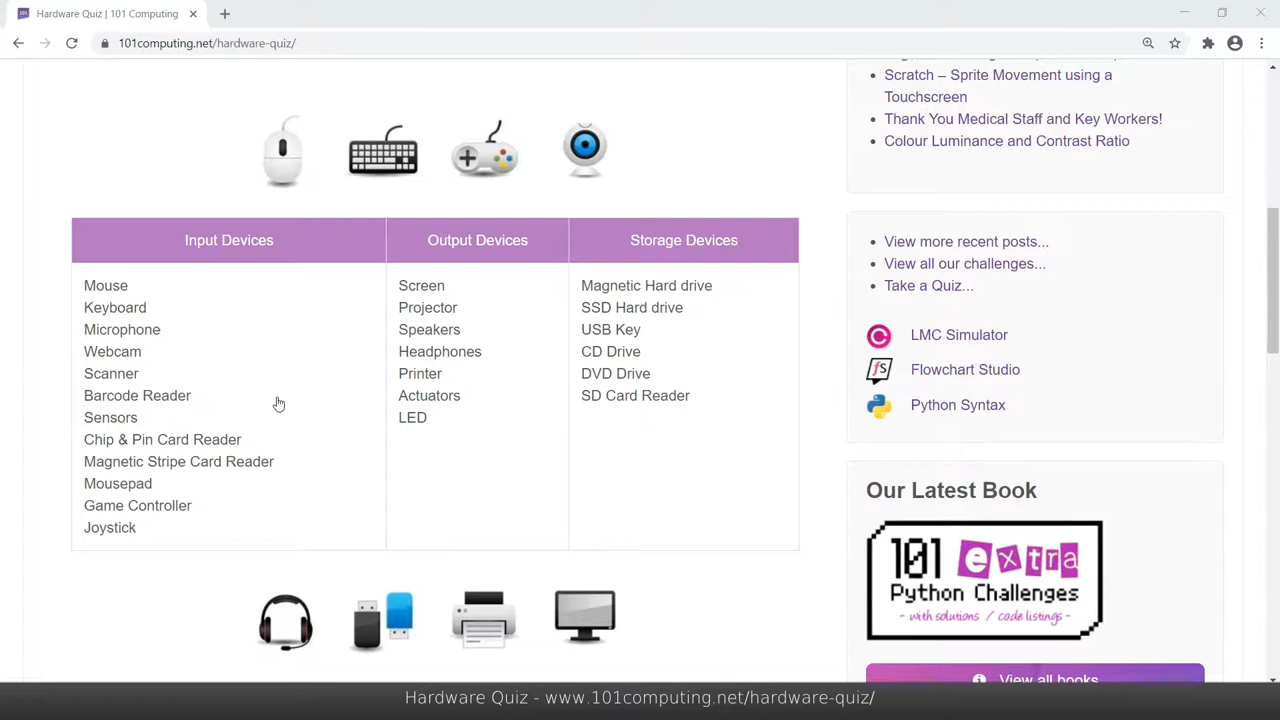 Hardware Quiz | 101 Computing
101computing.net/hardware-quiz/
Scratch – Sprite Movement using a
Touchscreen
Thank You Medical Staff and Key Workers!
Colour Luminance and Contrast Ratio
Input Devices
Output Devices
Storage Devices
Mouse
Keyboard
Microphone
Webcam
Scanner
Barcode Reader
Sensors
Chip & Pin Card Reader
Magnetic Stripe Card Reader
Mousepad
Game Controller
Joystick
Screen
Projector
Speakers
Headphones
Printer
Actuators
LED
Magnetic Hard drive
SSD Hard drive
USB Key
CD Drive
DVD Drive
SD Card Reader
View more recent posts...
View all our challenges...
Take a Quiz...
LMC Simulator
fs Flowchart Studio
Python Syntax
Our Latest Book
101 extra
Python Challenges
- with solutions / code listings -
View all books
Hardware Quiz - www.101computing.net/hardware-quiz/